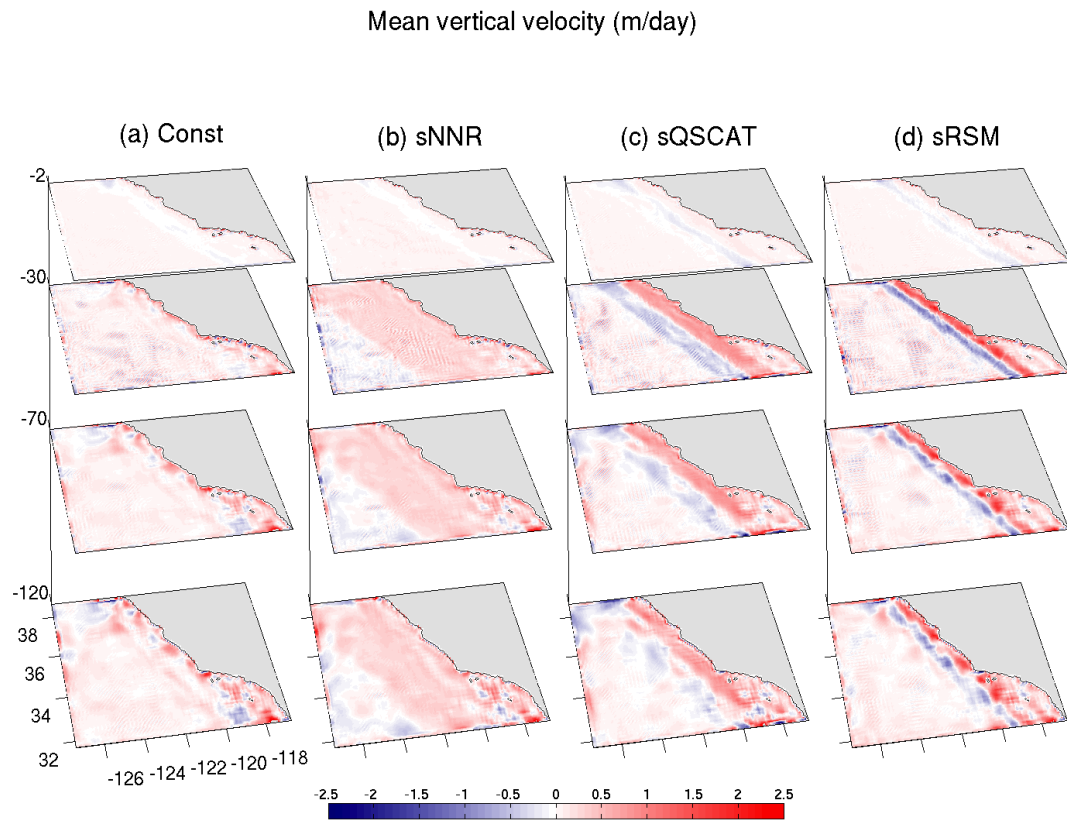 Mean vertical velocity (m/day)
(a) Const (b) sNNR (c) sQSCAT (d) sRSM
-2
-30
-70
-120
38
36
34
32
-126 -124 -122 -120 -118
-2.5 -2 -1.5 -1 -0.5 0 0.5 1 1.5 2 2.5